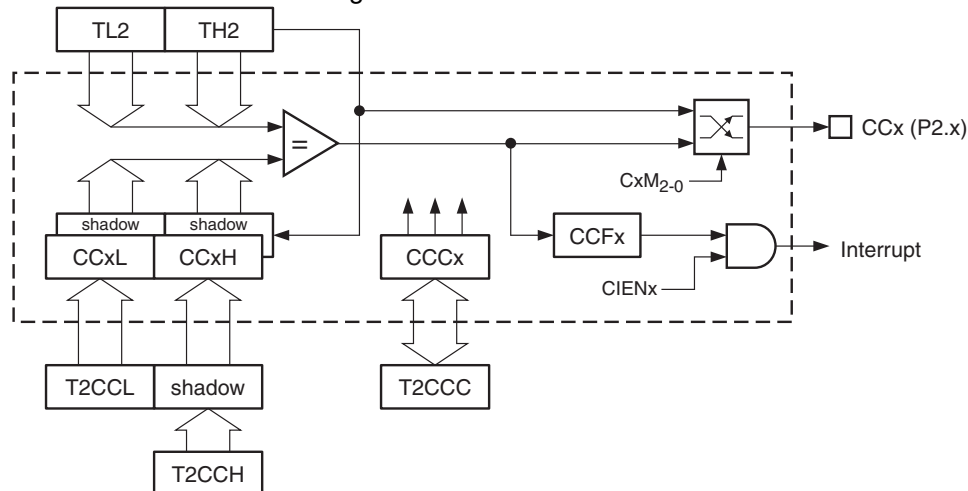 TL2 TH2
= CCx (P2.x)
CxM2-0
shadow shadow
CCxL CCxH CCCx CCFx Interrupt
CIENx
T2CCL shadow T2CCC
T2CCH